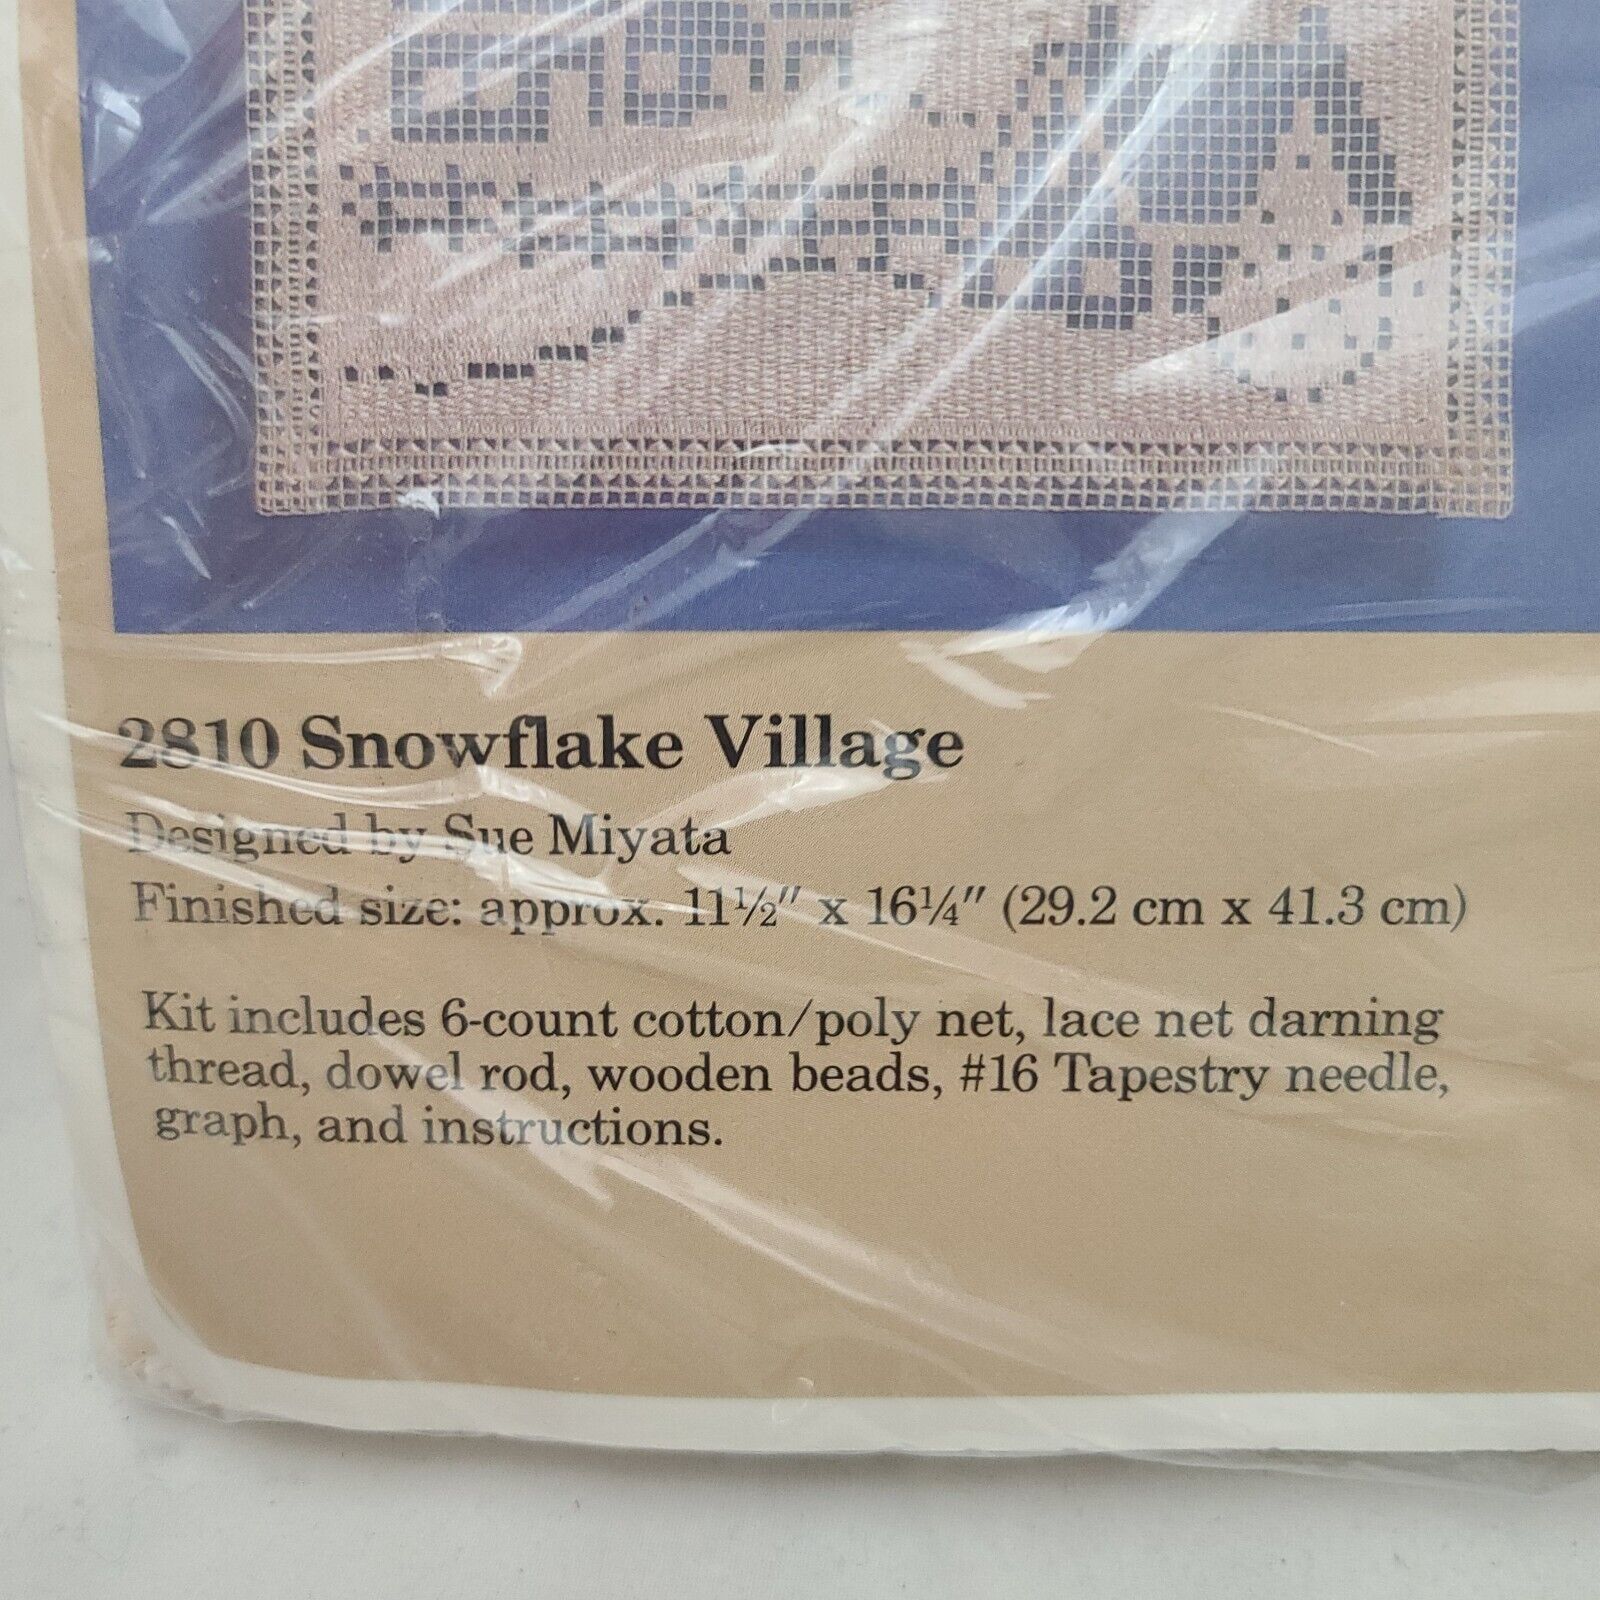 2810 Snowflake Village
Designed by Sue Miyata
Finished size: approx. 11½" x 16¼" (29.2 cm x 41.3 cm)
Kit includes 6-count cotton/poly net, lace net darning
thread, dowel rod, wooden beads, #16 Tapestry needle,
graph, and instructions.